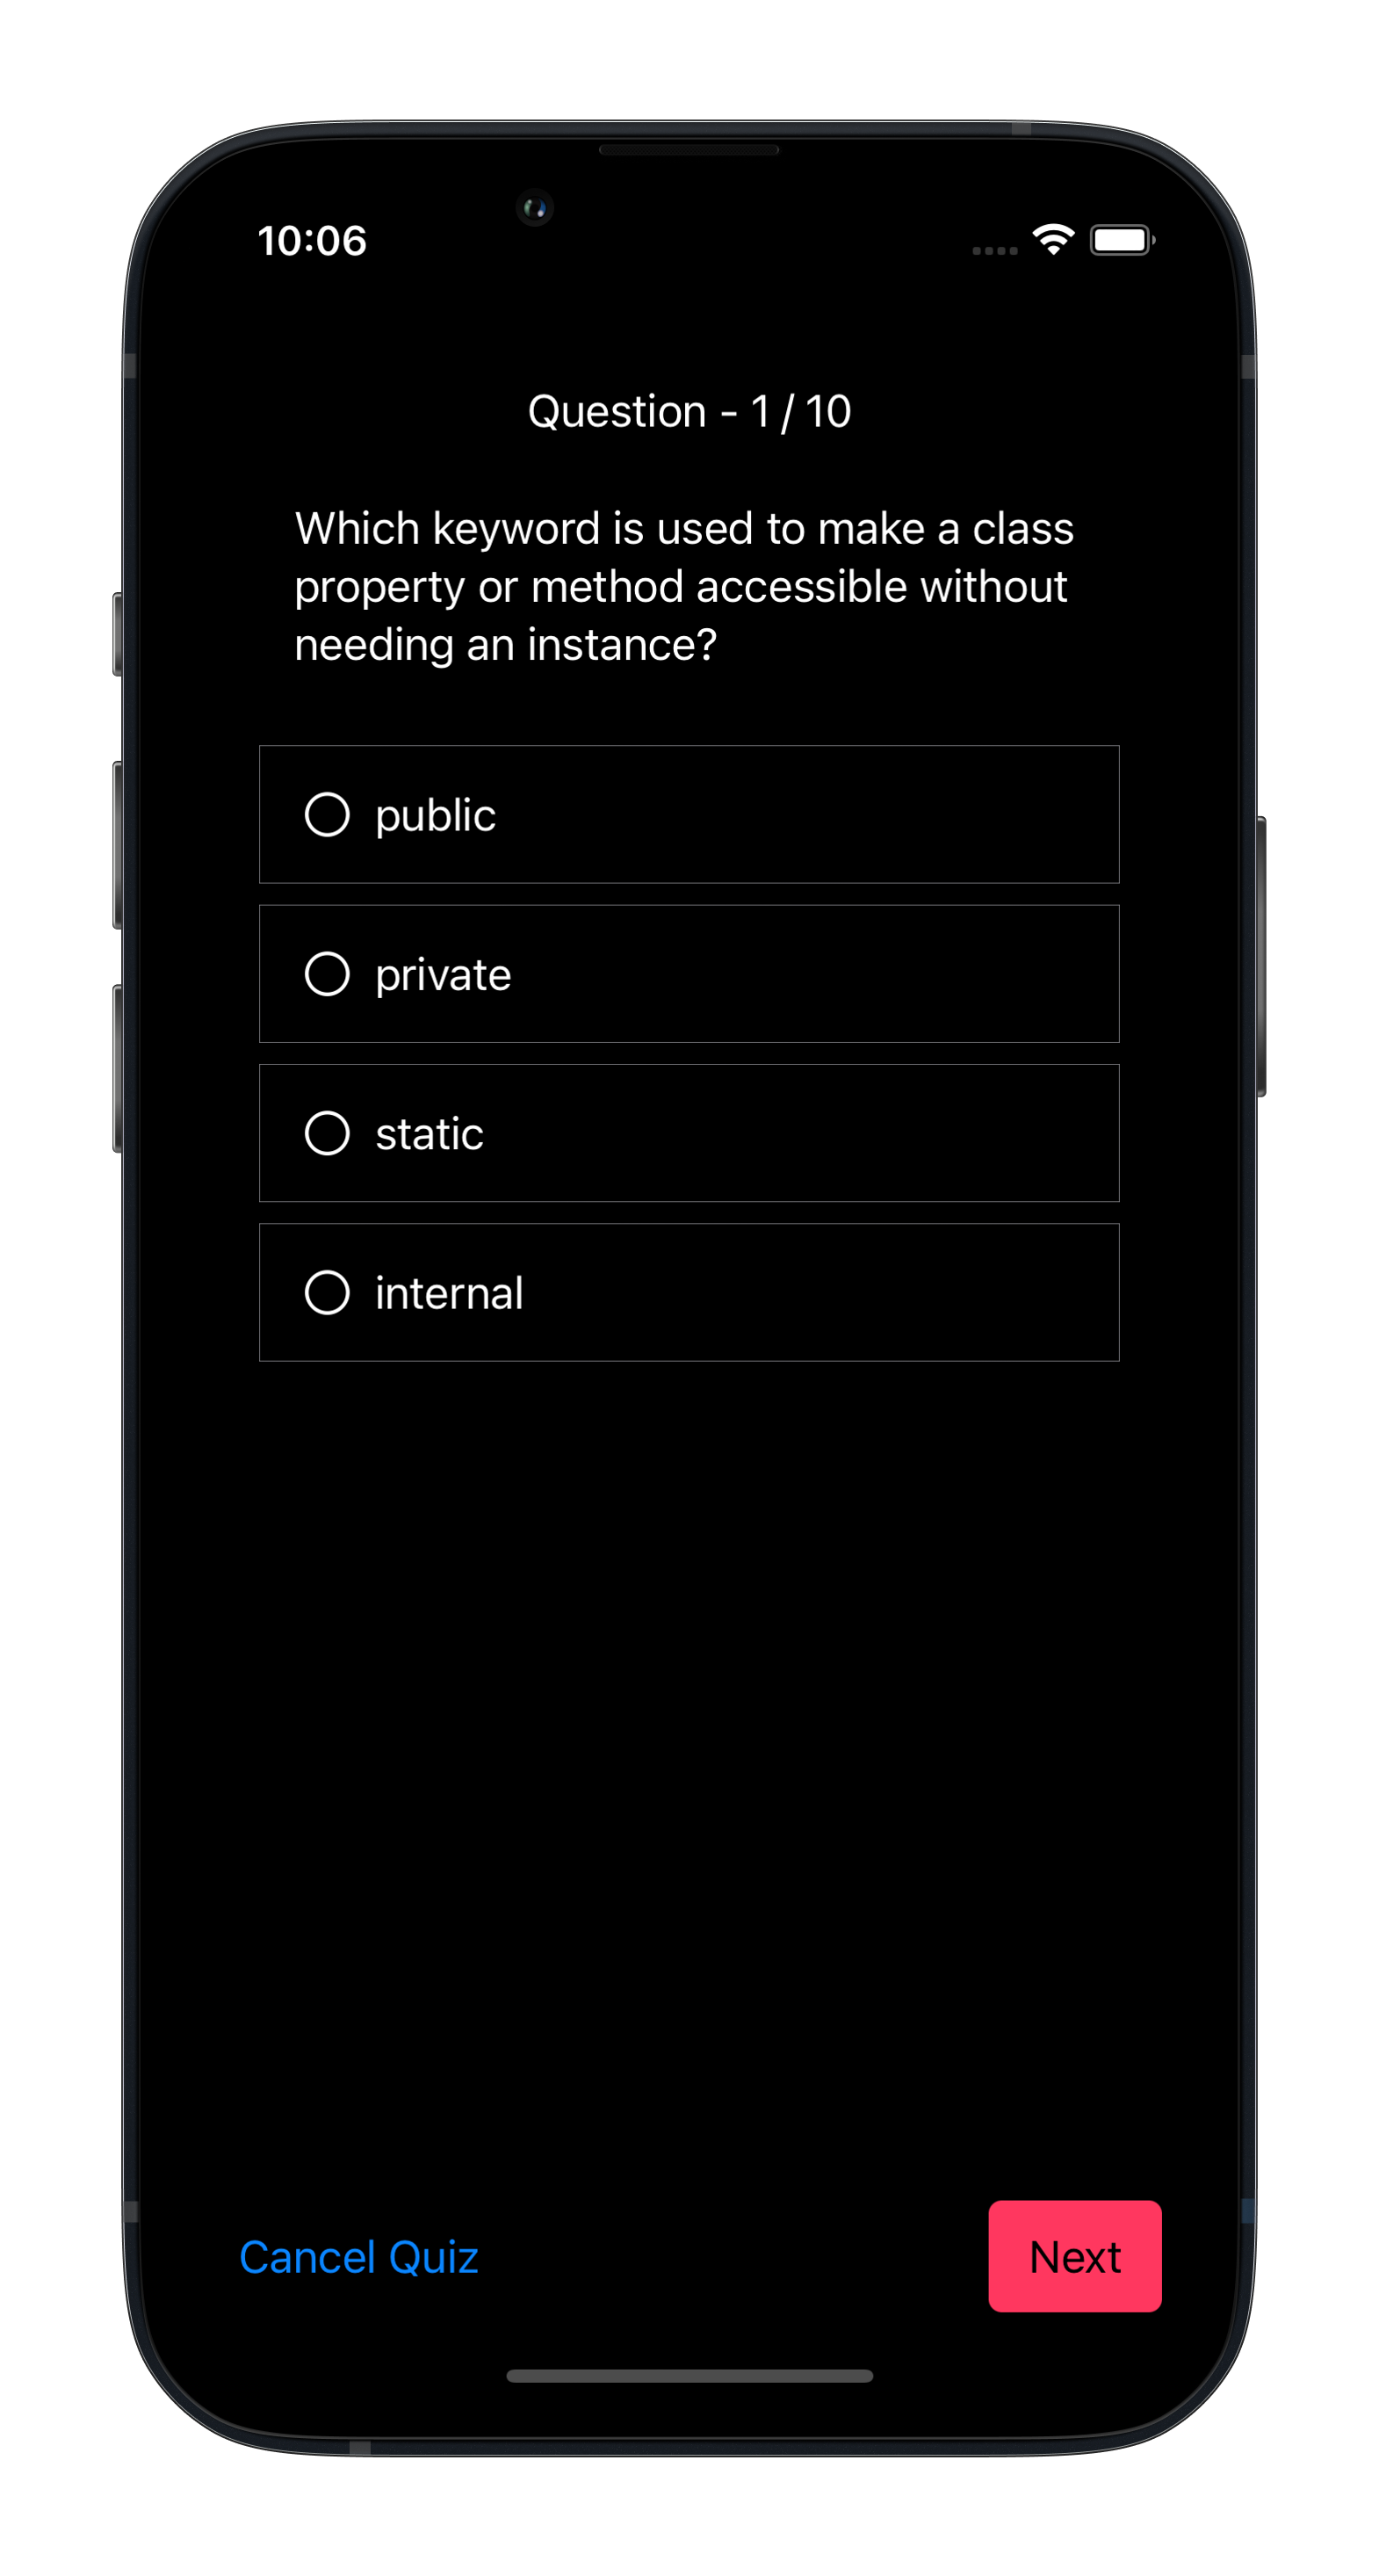 10:06
Question - 1 / 10
Which keyword is used to make a class
property or method accessible without
needing an instance?
public
private
static
internal
Cancel Quiz
Next